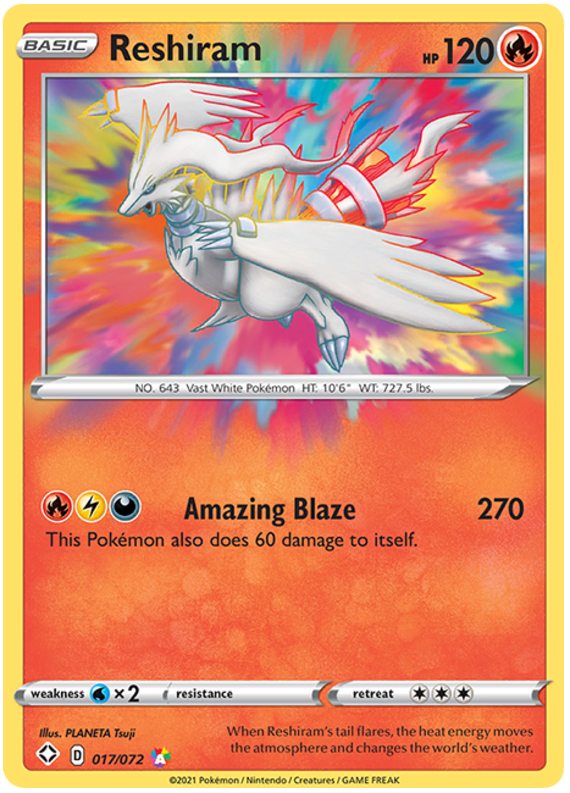 BASIC Reshiram HP 120
NO. 643 Vast White Pokémon HT: 10'6" WT: 727.5 lbs.
Amazing Blaze 270
This Pokémon also does 60 damage to itself.
weakness ×2 resistance retreat
Illus. PLANETA Tsuji
When Reshiram's tail flares, the heat energy moves
the atmosphere and changes the world's weather.
D 017/072 A
©2021 Pokémon / Nintendo / Creatures / GAME FREAK